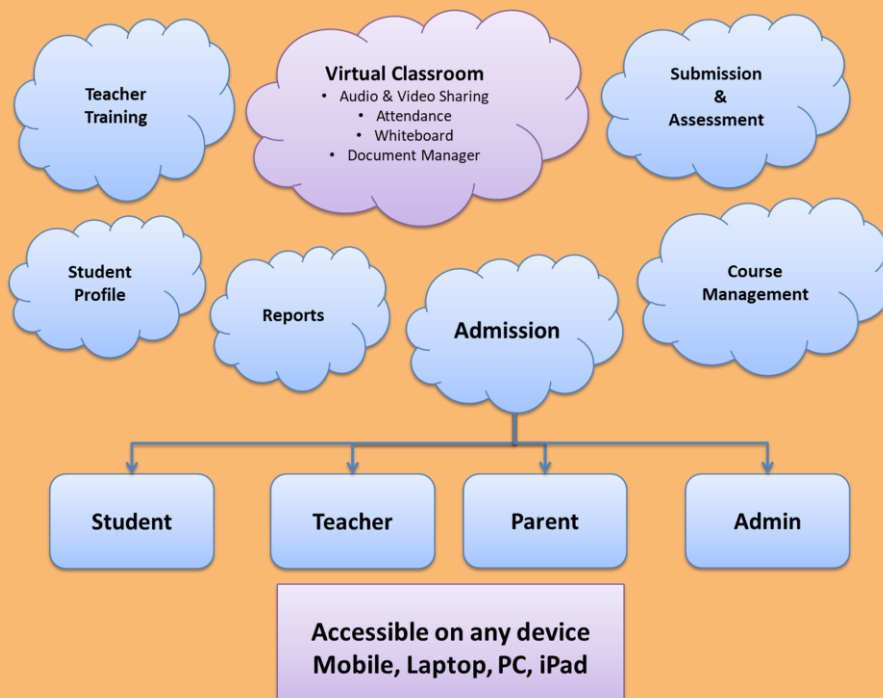 Teacher
Training
Virtual Classroom
• Audio & Video Sharing
• Attendance
• Whiteboard
• Document Manager
Submission
&
Assessment
Student
Profile
Reports
Admission
Course
Management
Student
Teacher
Parent
Admin
Accessible on any device
Mobile, Laptop, PC, iPad